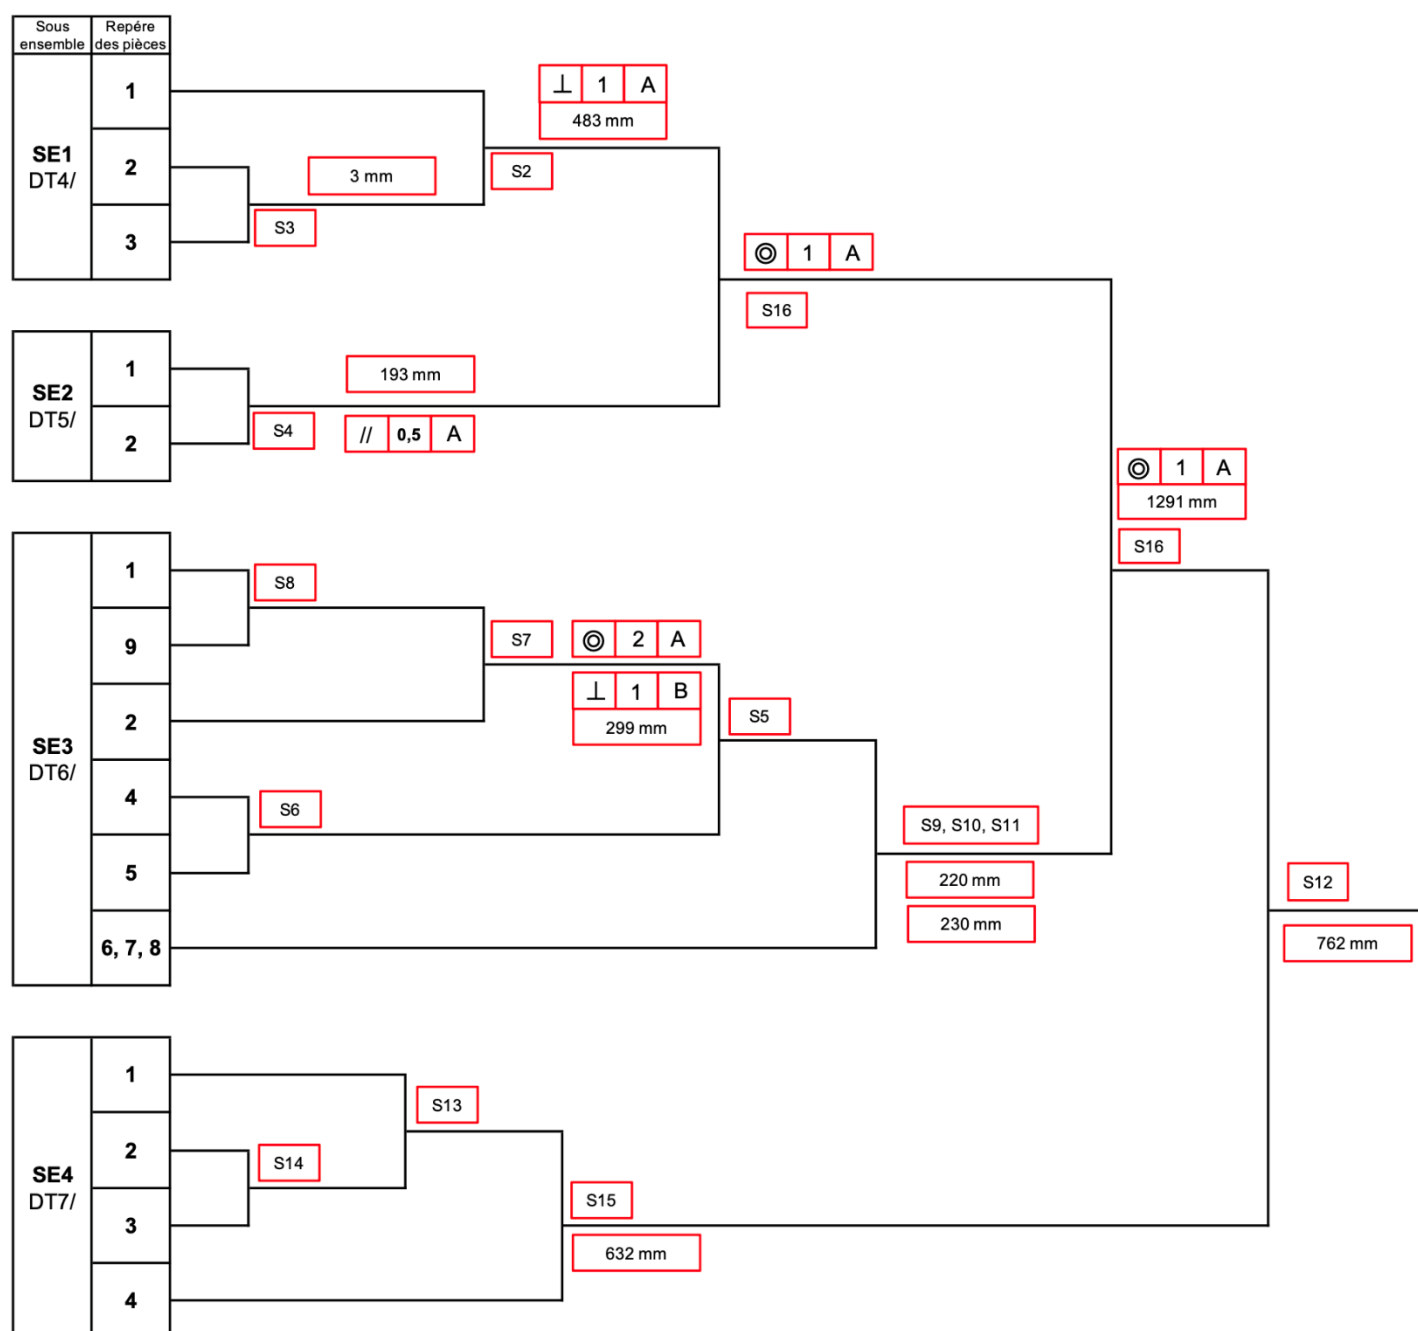 Sous
ensemble
Repére
des pièces
SE1
DT4/
1
2
3
S3
3 mm
S2
⊥ 1 A
483 mm
◎ 1 A
S16
SE2
DT5/
1
2
S4
193 mm
// 0,5 A
◎ 1 A
1291 mm
S16
SE3
DT6/
1
9
2
4
5
6, 7, 8
S8
S7
◎ 2 A
⊥ 1 B
299 mm
S5
S6
S9, S10, S11
220 mm
230 mm
S12
762 mm
SE4
DT7/
1
2
3
4
S13
S14
S15
632 mm